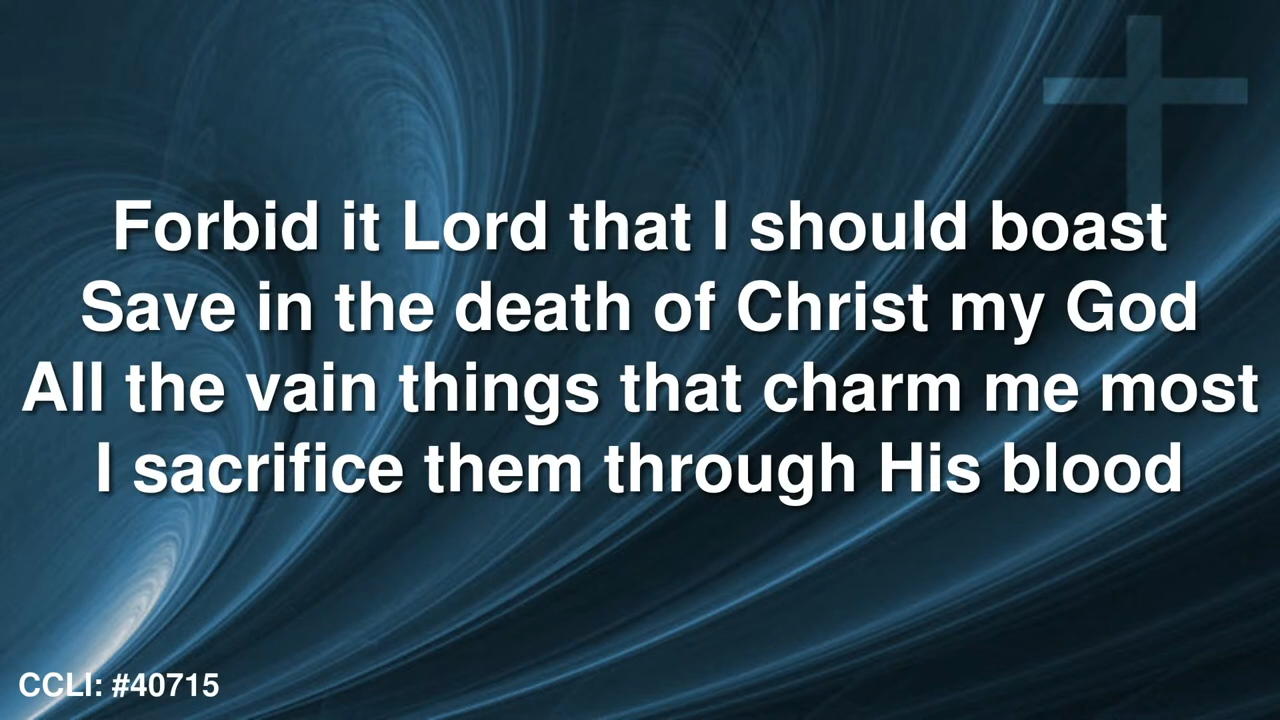 Forbid it Lord that I should boast
Save in the death of Christ my God
All the vain things that charm me most
I sacrifice them through His blood
CCLI: #40715